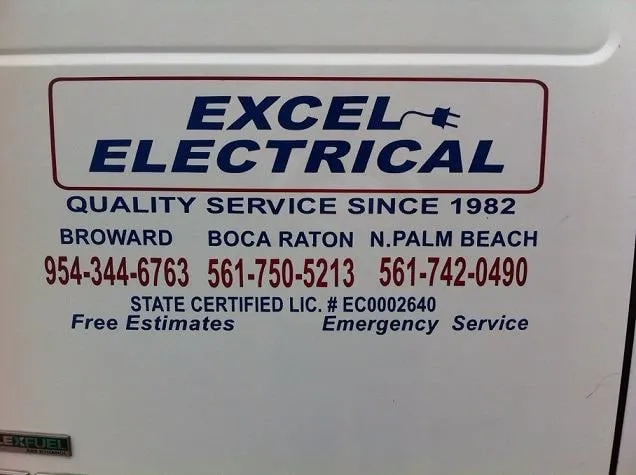 EXCEL
ELECTRICAL
QUALITY SERVICE SINCE 1982
BROWARD BOCA RATON N.PALM BEACH
954-344-6763 561-750-5213 561-742-0490
STATE CERTIFIED LIC. # EC0002640
Free Estimates Emergency Service
LEXFUEL